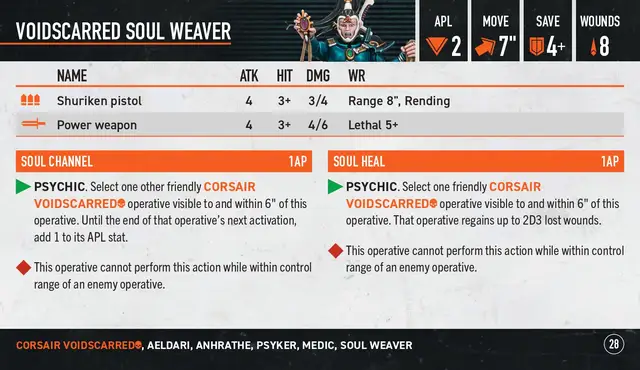 VOIDSCARRED SOUL WEAVER
APL 2
MOVE 7"
SAVE 4+
WOUNDS 8
NAME ATK HIT DMG WR
Shuriken pistol 4 3+ 3/4 Range 8", Rending
Power weapon 4 3+ 4/6 Lethal 5+
SOUL CHANNEL 1AP
PSYCHIC. Select one other friendly CORSAIR
VOIDSCARRED operative visible to and within 6" of this
operative. Until the end of that operative's next activation,
add 1 to its APL stat.
This operative cannot perform this action while within control
range of an enemy operative.
SOUL HEAL 1AP
PSYCHIC. Select one friendly CORSAIR
VOIDSCARRED operative visible to and within 6" of this
operative. That operative regains up to 2D3 lost wounds.
This operative cannot perform this action while within control
range of an enemy operative.
CORSAIR VOIDSCARRED, AELDARI, ANHRATHE, PSYKER, MEDIC, SOUL WEAVER
28